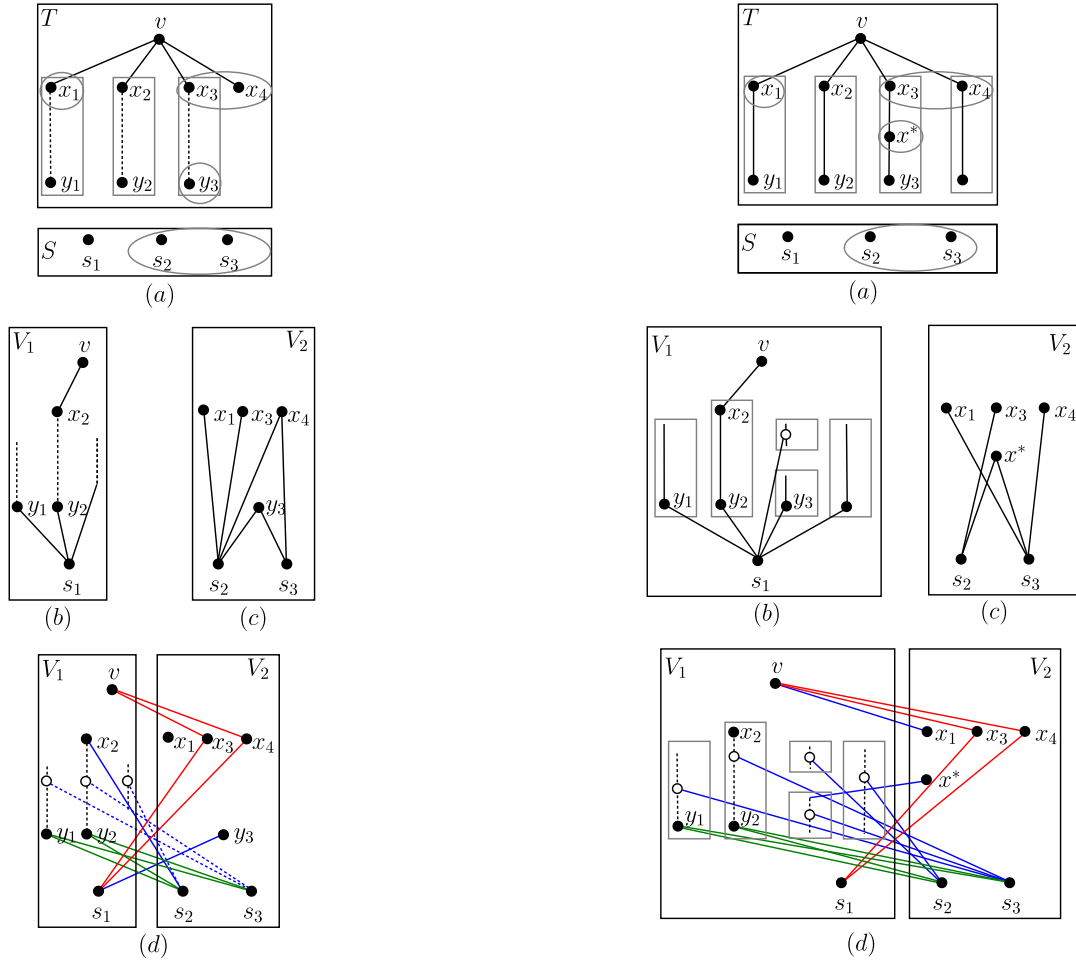 T
v
x₁ x₂ x₃ x₄
y₁ y₂ y₃
S
s₁ s₂ s₃
(a)
V₁
v
x₂
y₁ y₂
s₁
(b)
V₂
x₁ x₃ x₄
y₃
s₂ s₃
(c)
V₁ V₂
v
x₂ x₁ x₃ x₄
y₁ y₂ y₃
s₁ s₂ s₃
(d)
T
v
x₁ x₂ x₃ x₄
x*
y₁ y₂ y₃
S
s₁ s₂ s₃
(a)
V₁
v
x₂
y₁ y₂ y₃
s₁
(b)
V₂
x₁ x₃ x₄
x*
s₂ s₃
(c)
V₁ V₂
v
x₂ x₁ x₃ x₄
x*
y₁ y₂
s₁ s₂ s₃
(d)